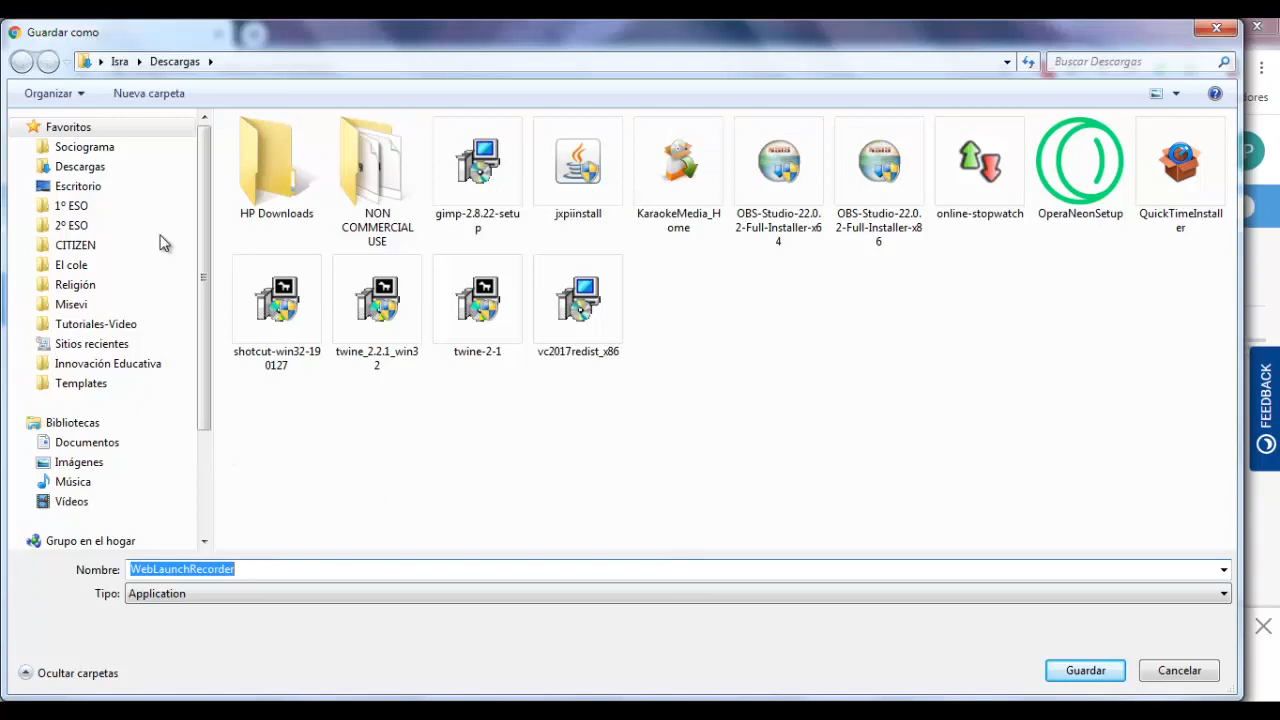 Guardar como
Isra
Descargas
Buscar Descargas
Organizar
Nueva carpeta
Favoritos
Sociograma
Descargas
Escritorio
1º ESO
2º ESO
CITIZEN
El cole
Religión
Misevi
Tutoriales-Video
Sitios recientes
Innovación Educativa
Templates
Bibliotecas
Documentos
Imágenes
Música
Vídeos
Grupo en el hogar
HP Downloads
NON
COMMERCIAL
USE
gimp-2.8.22-setu
p
jxpiinstall
KaraokeMedia_H
ome
OBS-Studio-22.0.
2-Full-Installer-x6
4
OBS-Studio-22.0.
2-Full-Installer-x8
6
online-stopwatch
OperaNeonSetup
QuickTimeInstall
er
shotcut-win32-19
0127
twine_2.2.1_win3
2
twine-2-1
vc2017redist_x86
Nombre:
WebLaunchRecorder
Tipo:
Application
Ocultar carpetas
Guardar
Cancelar
dores
P
FEEDBACK